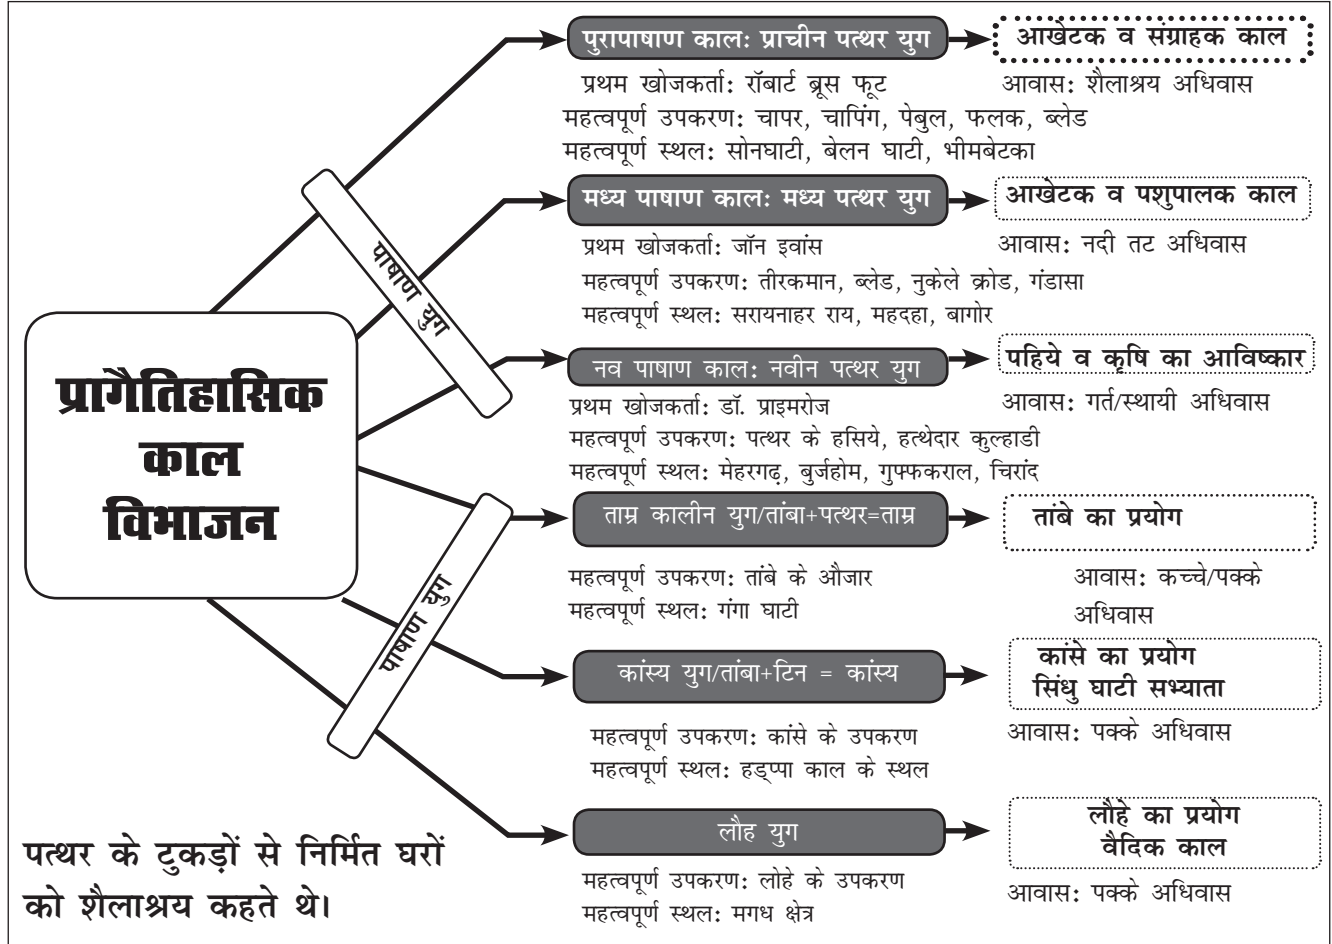 पुरापाषाण काल: प्राचीन पत्थर युग
आखेटक व संग्राहक काल
प्रथम खोजकर्ता: रॉबार्ट ब्रूस फूट
आवास: शैलाश्रय अधिवास
महत्वपूर्ण उपकरण: चापर, चापिंग, पेबुल, फलक, ब्लेड
महत्वपूर्ण स्थल: सोनघाटी, बेलन घाटी, भीमबेटका
मध्य पाषाण काल: मध्य पत्थर युग
आखेटक व पशुपालक काल
प्रथम खोजकर्ता: जॉन इवांस
आवास: नदी तट अधिवास
महत्वपूर्ण उपकरण: तीरकमान, ब्लेड, नुकेले क्रोड, गंडासा
महत्वपूर्ण स्थल: सरायनाहर राय, महदहा, बागोर
पाषाण युग
नव पाषाण काल: नवीन पत्थर युग
पहिये व कृषि का आविष्कार
प्रथम खोजकर्ता: डॉ. प्राइमरोज
आवास: गर्त/स्थायी अधिवास
महत्वपूर्ण उपकरण: पत्थर के हसिये, हत्थेदार कुल्हाडी
महत्वपूर्ण स्थल: मेहरगढ़, बुर्जहोम, गुफ्फकराल, चिरांद
प्रागैतिहासिक
काल
विभाजन
ताम्र कालीन युग/तांबा+पत्थर=ताम्र
तांबे का प्रयोग
महत्वपूर्ण उपकरण: तांबे के औजार
महत्वपूर्ण स्थल: गंगा घाटी
आवास: कच्चे/पक्के
अधिवास
पाषाण युग
कांस्य युग/तांबा+टिन = कांस्य
कांसे का प्रयोग
सिंधु घाटी सभ्याता
महत्वपूर्ण उपकरण: कांसे के उपकरण
महत्वपूर्ण स्थल: हड़प्पा काल के स्थल
आवास: पक्के अधिवास
लौह युग
लौहे का प्रयोग
वैदिक काल
महत्वपूर्ण उपकरण: लोहे के उपकरण
महत्वपूर्ण स्थल: मगध क्षेत्र
आवास: पक्के अधिवास
पत्थर के टुकड़ों से निर्मित घरों
को शैलाश्रय कहते थे।